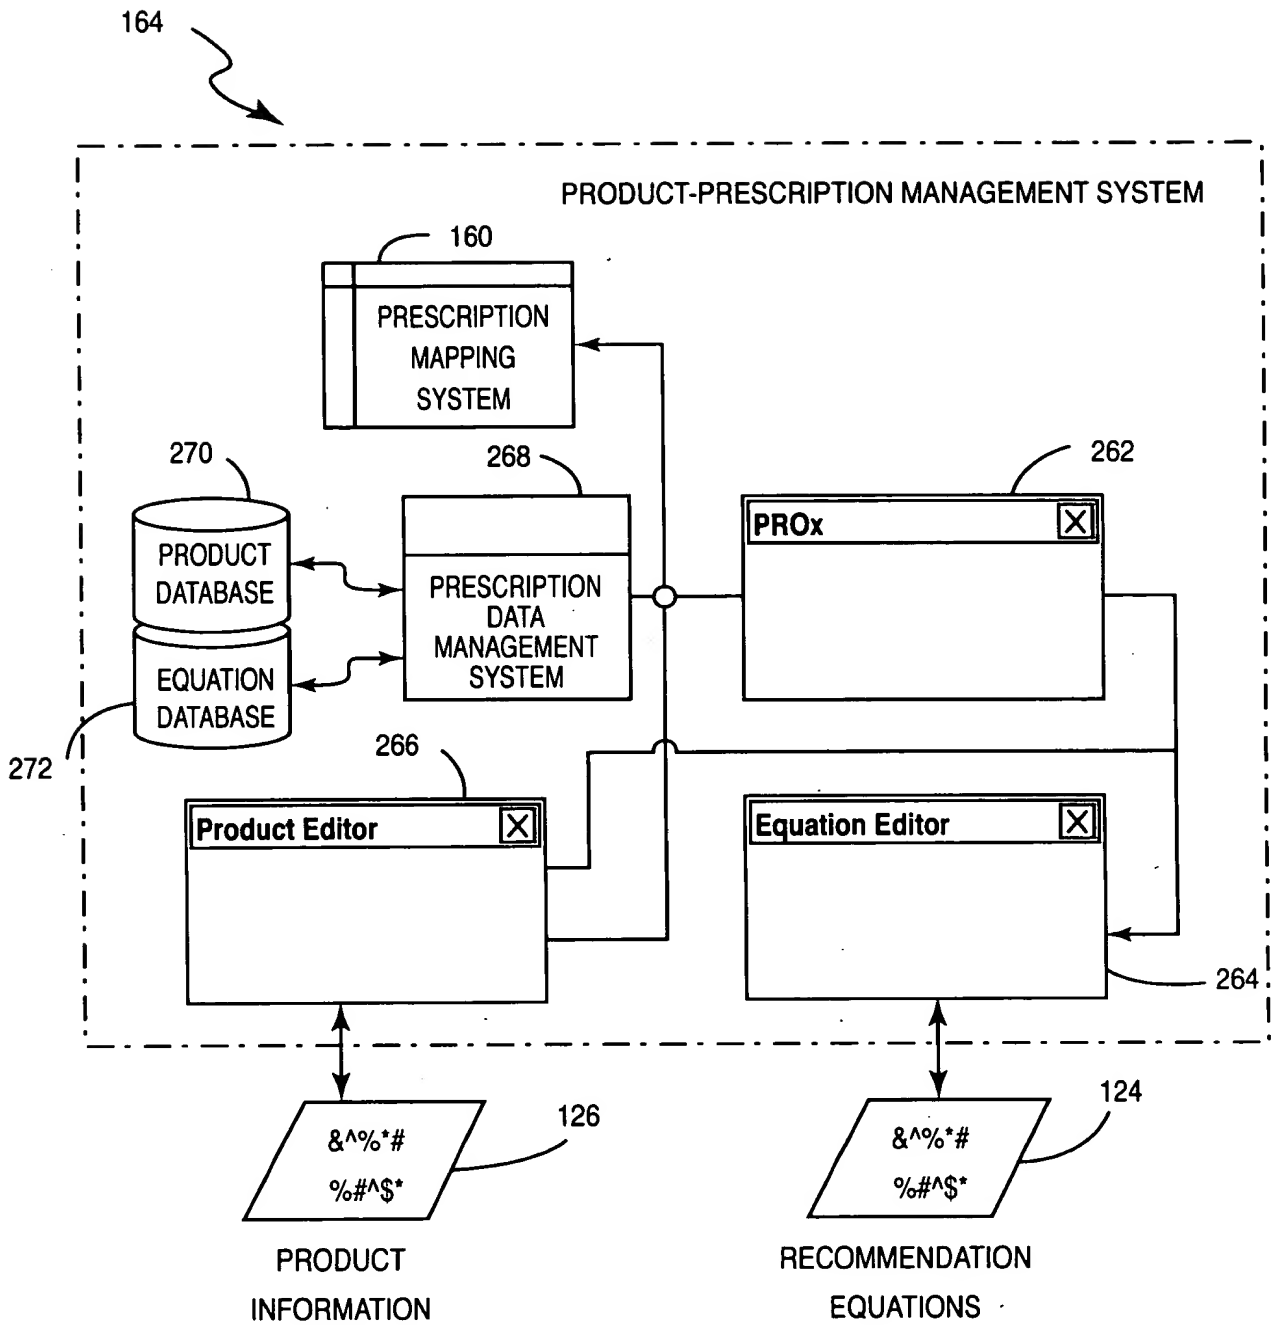 164
PRODUCT-PRESCRIPTION MANAGEMENT SYSTEM
160
PRESCRIPTION
MAPPING
SYSTEM
270
268
262
PRODUCT
DATABASE
PRESCRIPTION
DATA
MANAGEMENT
SYSTEM
PROx
X
EQUATION
DATABASE
272
266
Product Editor
X
Equation Editor
X
264
126
124
&^%*#
%#^$*
&^%*#
%#^$*
PRODUCT
INFORMATION
RECOMMENDATION
EQUATIONS